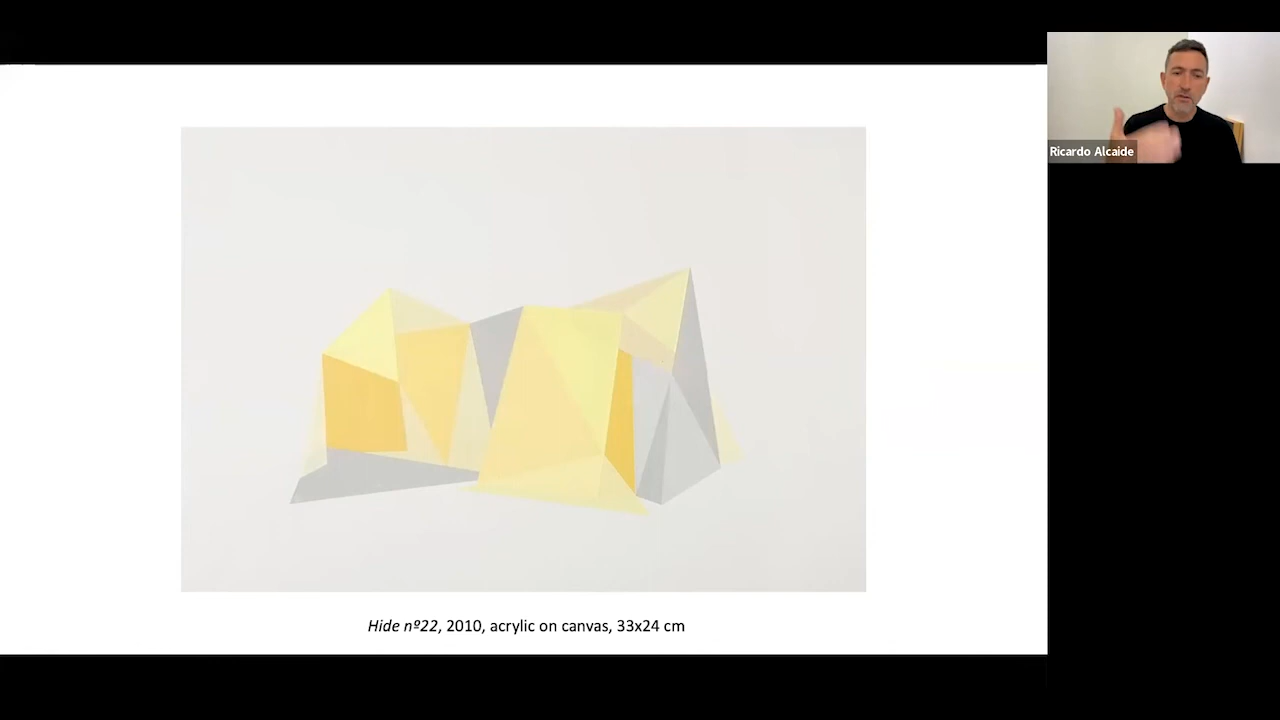 Ricardo Alcaide
Hide nº22, 2010, acrylic on canvas, 33x24 cm